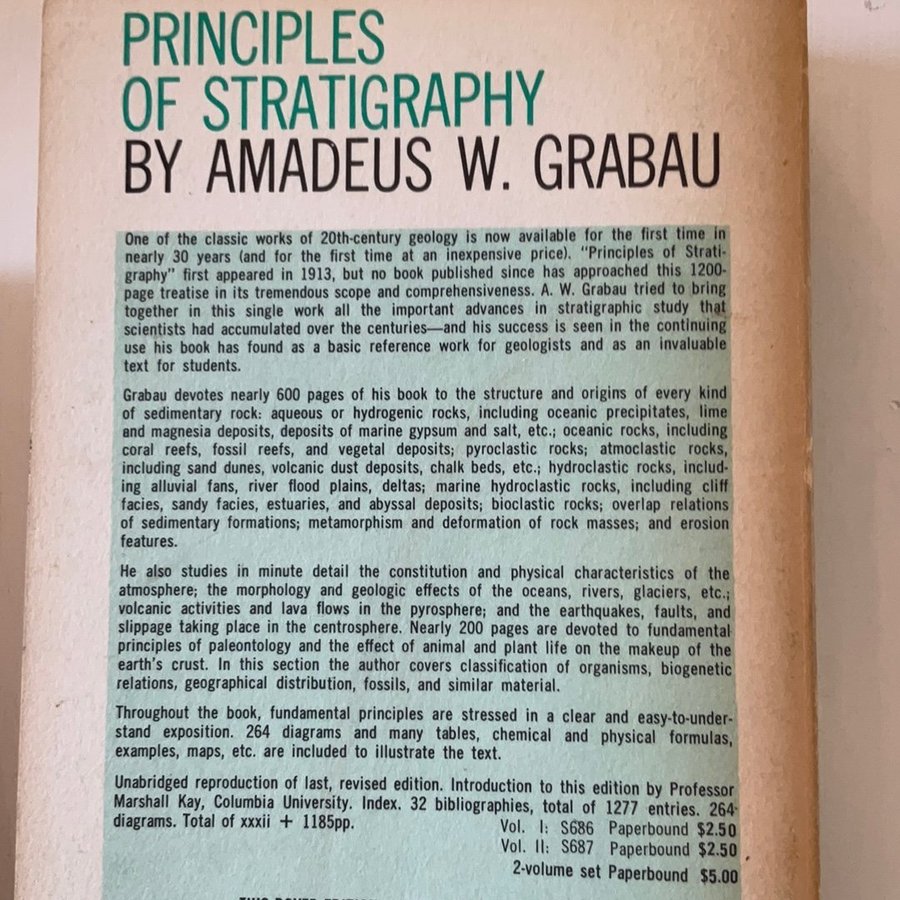 PRINCIPLES
OF STRATIGRAPHY
BY AMADEUS W. GRABAU
One of the classic works of 20th-century geology is now available for the first time in
nearly 30 years (and for the first time at an inexpensive price). "Principles of Strati-
graphy" first appeared in 1913, but no book published since has approached this 1200-
page treatise in its tremendous scope and comprehensiveness. A. W. Grabau tried to bring
together in this single work all the important advances in stratigraphic study that
scientists had accumulated over the centuries—and his success is seen in the continuing
use his book has found as a basic reference work for geologists and as an invaluable
text for students.
Grabau devotes nearly 600 pages of his book to the structure and origins of every kind
of sedimentary rock: aqueous or hydrogenic rocks, including oceanic precipitates, lime
and magnesia deposits, deposits of marine gypsum and salt, etc.; oceanic rocks, including
coral reefs, fossil reefs, and vegetal deposits; pyroclastic rocks; atmoclastic rocks,
including sand dunes, volcanic dust deposits, chalk beds, etc.; hydroclastic rocks, includ-
ing alluvial fans, river flood plains, deltas; marine hydroclastic rocks, including cliff
facies, sandy facies, estuaries, and abyssal deposits; bioclastic rocks; overlap relations
of sedimentary formations; metamorphism and deformation of rock masses; and erosion
features.
He also studies in minute detail the constitution and physical characteristics of the
atmosphere; the morphology and geologic effects of the oceans, rivers, glaciers, etc.;
volcanic activities and lava flows in the pyrosphere; and the earthquakes, faults, and
slippage taking place in the centrosphere. Nearly 200 pages are devoted to fundamental
principles of paleontology and the effect of animal and plant life on the makeup of the
earth's crust. In this section the author covers classification of organisms, biogenetic
relations, geographical distribution, fossils, and similar material.
Throughout the book, fundamental principles are stressed in a clear and easy-to-under-
stand exposition. 264 diagrams and many tables, chemical and physical formulas,
examples, maps, etc. are included to illustrate the text.
Unabridged reproduction of last, revised edition. Introduction to this edition by Professor
Marshall Kay, Columbia University. Index. 32 bibliographies, total of 1277 entries. 264
diagrams. Total of xxxii + 1185pp.
Vol. I: S686 Paperbound $2.50
Vol. II: S687 Paperbound $2.50
2-volume set Paperbound $5.00